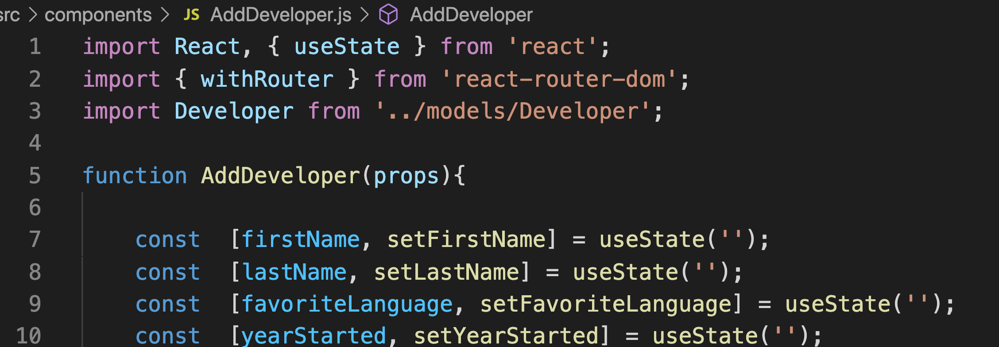 src > components > JS AddDeveloper.js > AddDeveloper
1 import React, { useState } from 'react';
2 import { withRouter } from 'react-router-dom';
3 import Developer from '../models/Developer';
4
5 function AddDeveloper(props){
6
7 const  [firstName, setFirstName] = useState('');
8 const  [lastName, setLastName] = useState('');
9 const  [favoriteLanguage, setFavoriteLanguage] = useState('');
10 const  [yearStarted, setYearStarted] = useState('');